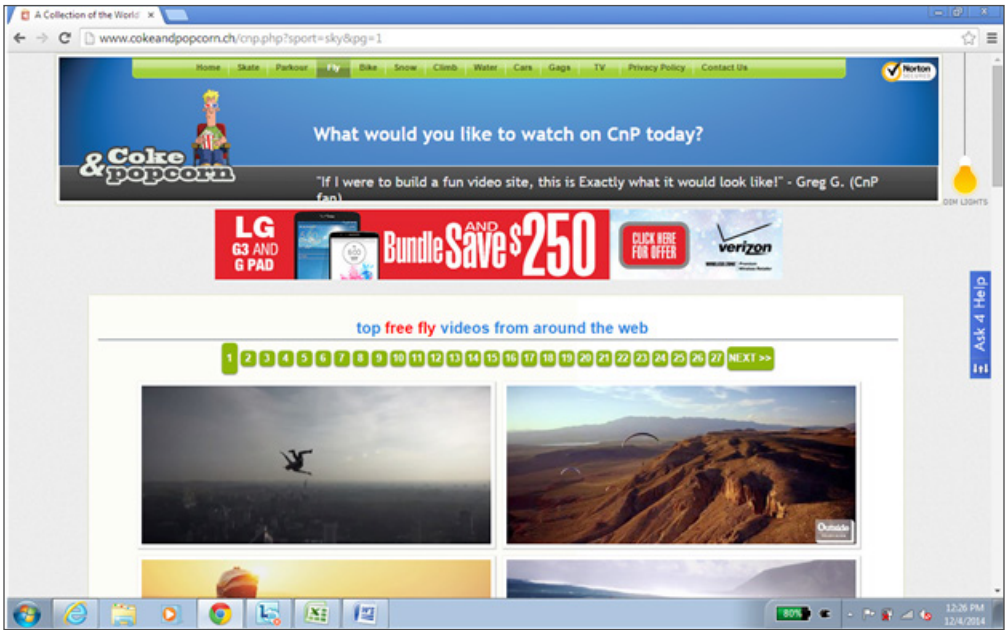 A Collection of the World
www.cokeandpopcorn.ch/cnp.php?sport=sky&pg=1
Home Skate Parkour Fly Bike Snow Climb Water Cars Gags TV Privacy Policy Contact Us
Norton
SECURED
What would you like to watch on CnP today?
Coke
& popcorn
"If I were to build a fun video site, this is Exactly what it would look like!" - Greg G. (CnP
fan)
DIM LIGHTS
LG
G3 AND
G PAD
Bundle AND Save $250
CLICK HERE
FOR OFFER
verizon
Premium
Wireless Retailer
Ask 4 Help
top free fly videos from around the web
1 2 3 4 5 6 7 8 9 10 11 12 13 14 15 16 17 18 19 20 21 22 23 24 25 26 27 NEXT >>
Outside
80%
12:26 PM
12/4/2014